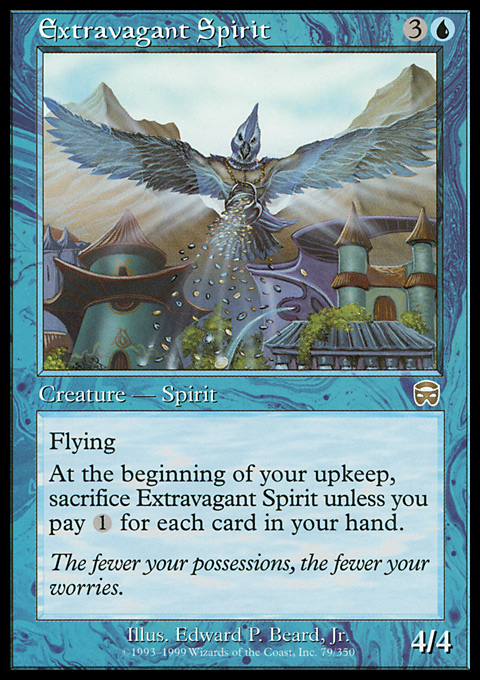 Extravagant Spirit 3
Creature — Spirit
Flying
At the beginning of your upkeep,
sacrifice Extravagant Spirit unless you
pay 1 for each card in your hand.
The fewer your possessions, the fewer your
worries.
Illus. Edward P. Beard, Jr.
©1993-1999 Wizards of the Coast, Inc. 79/350
4/4